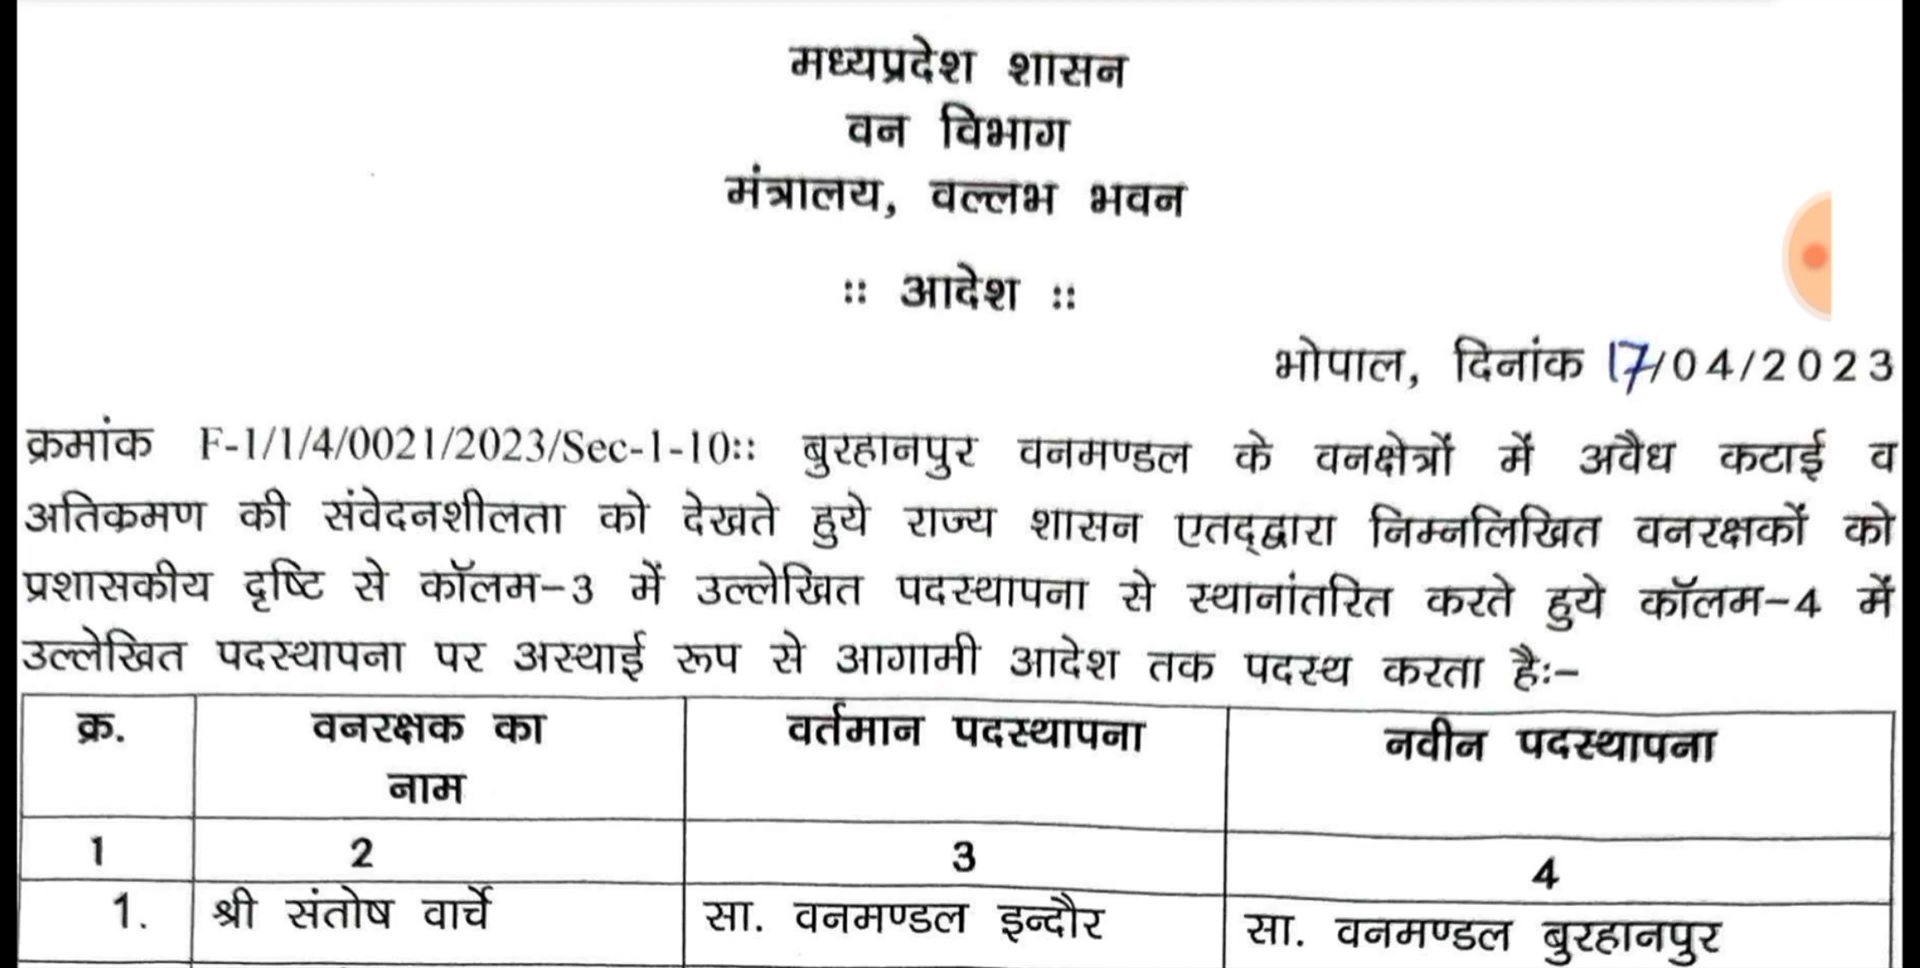 मध्यप्रदेश शासन
वन विभाग
मंत्रालय, वल्लभ भवन
:: आदेश ::
भोपाल, दिनांक 17/04/2023
क्रमांक F-1/1/4/0021/2023/Sec-1-10:: बुरहानपुर वनमण्डल के वनक्षेत्रों में अवैध कटाई व
अतिक्रमण की संवेदनशीलता को देखते हुये राज्य शासन एतद्द्वारा निम्नलिखित वनरक्षकों को
प्रशासकीय दृष्टि से कॉलम-3 में उल्लेखित पदस्थापना से स्थानांतरित करते हुये कॉलम-4 में
उल्लेखित पदस्थापना पर अस्थाई रूप से आगामी आदेश तक पदस्थ करता है:-
क्र. वनरक्षक का वर्तमान पदस्थापना नवीन पदस्थापना
नाम
1 2 3 4
1. श्री संतोष वार्चे सा. वनमण्डल इन्दौर सा. वनमण्डल बुरहानपुर